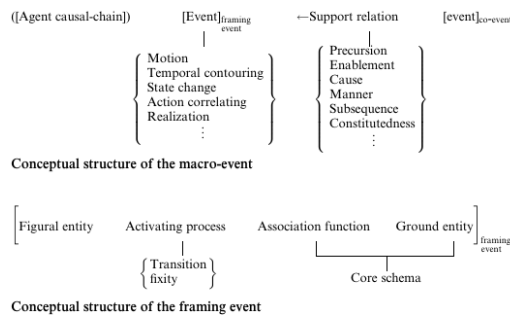 ([Agent causal-chain]) [Event]framing event ←Support relation [event]co-event
Motion
Temporal contouring
State change
Action correlating
Realization
⋮
Precursion
Enablement
Cause
Manner
Subsequence
Constitutedness
⋮
Conceptual structure of the macro-event
[Figural entity Activating process Association function Ground entity]framing event
Transition
fixity
Core schema
Conceptual structure of the framing event